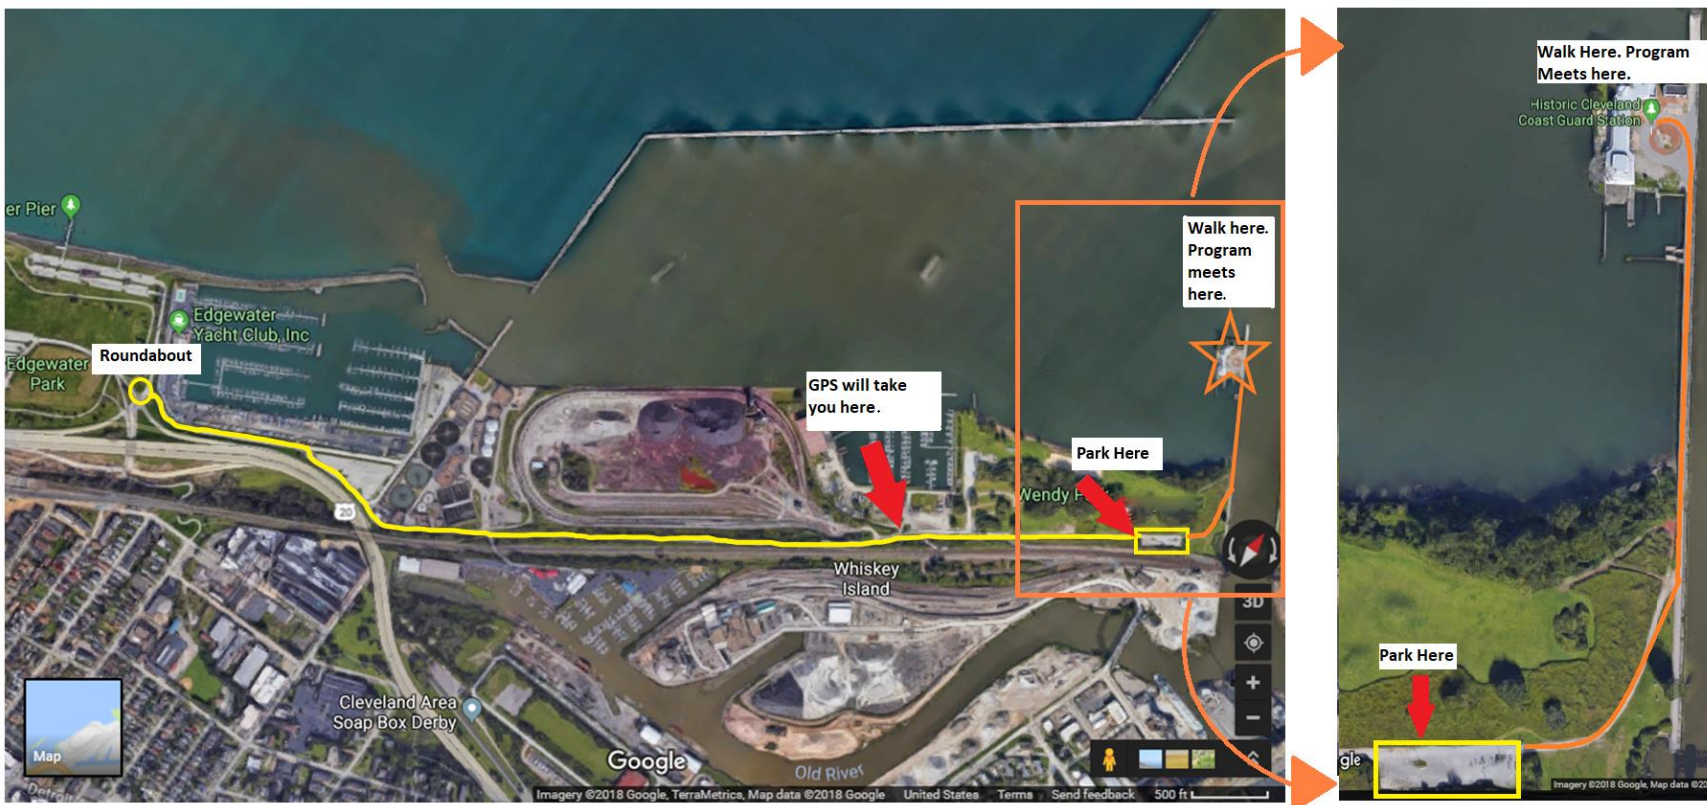 er Pier
Edgewater
Yacht Club, Inc
Roundabout
Edgewater
Park
GPS will take
you here.
Walk here.
Program
meets
here.
Park Here
Wendy P
20
Whiskey
Island
3D
Cleveland Area
Soap Box Derby
Map
Google
Old River
Detroit
Imagery ©2018 Google, TerraMetrics, Map data ©2018 Google United States Terms Send feedback 500 ft
Walk Here. Program
Meets here.
Historic Cleveland
Coast Guard Station
Park Here
gle
Imagery ©2018 Google, Map data ©20